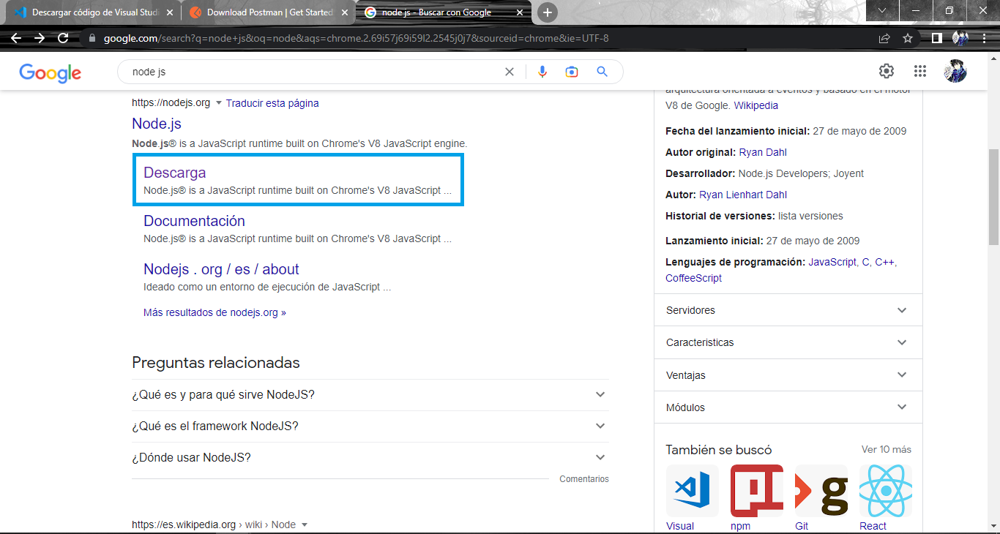 Descargar código de Visual Studi
Download Postman | Get Started
node js - Buscar con Google
google.com/search?q=node+js&oq=node&aqs=chrome.2.69i57j69i59l2.2545j0j7&sourceid=chrome&ie=UTF-8
Google
node js
https://nodejs.org
Traducir esta página
Node.js
Node.js® is a JavaScript runtime built on Chrome's V8 JavaScript engine.
Descarga
Node.js® is a JavaScript runtime built on Chrome's V8 JavaScript ...
Documentación
Node.js® is a JavaScript runtime built on Chrome's V8 JavaScript ...
Nodejs . org / es / about
Ideado como un entorno de ejecución de JavaScript ...
Más resultados de nodejs.org »
Preguntas relacionadas
¿Qué es y para qué sirve NodeJS?
¿Qué es el framework NodeJS?
¿Dónde usar NodeJS?
Comentarios
https://es.wikipedia.org › wiki › Node
arquitectura orientada a eventos y basado en el motor
V8 de Google. Wikipedia
Fecha del lanzamiento inicial: 27 de mayo de 2009
Autor original: Ryan Dahl
Desarrollador: Node.js Developers; Joyent
Autor: Ryan Lienhart Dahl
Historial de versiones: lista versiones
Lanzamiento inicial: 27 de mayo de 2009
Lenguajes de programación: JavaScript, C, C++,
CoffeeScript
Servidores
Caracteristicas
Ventajas
Módulos
También se buscó
Ver 10 más
g
Visual
npm
Git
React